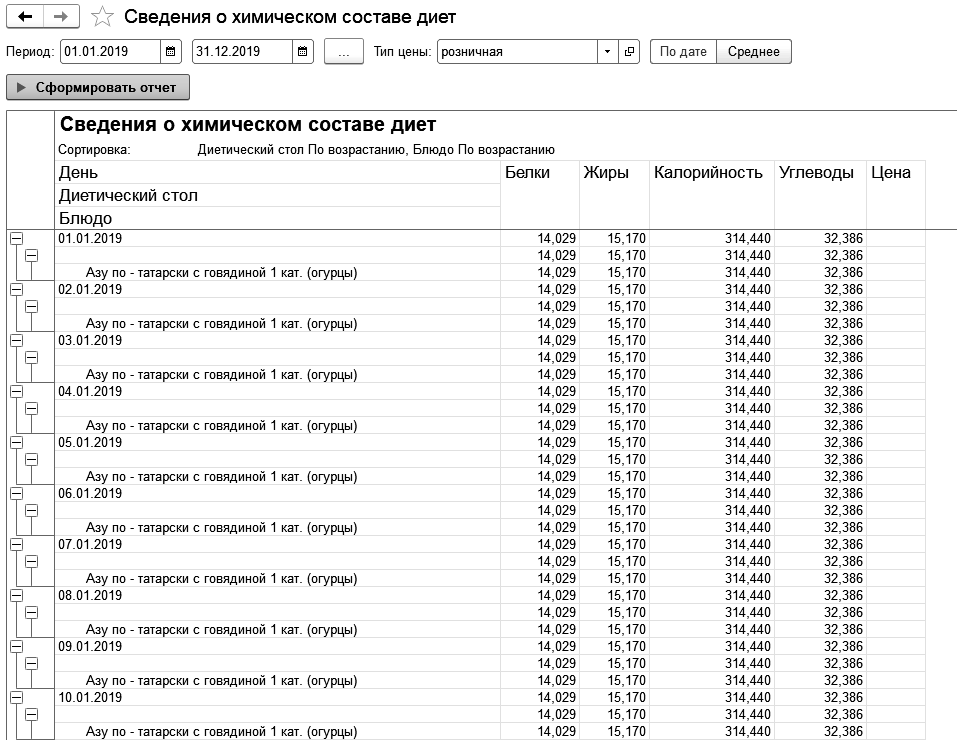 Сведения о химическом составе диет
Период: 01.01.2019 31.12.2019 ... Тип цены: розничная По дате Среднее
Сформировать отчет
Сведения о химическом составе диет
Сортировка: Диетический стол По возрастанию, Блюдо По возрастанию
День Белки Жиры Калорийность Углеводы Цена
Диетический стол
Блюдо
01.01.2019 14,029 15,170 314,440 32,386
14,029 15,170 314,440 32,386
Азу по - татарски с говядиной 1 кат. (огурцы) 14,029 15,170 314,440 32,386
02.01.2019 14,029 15,170 314,440 32,386
14,029 15,170 314,440 32,386
Азу по - татарски с говядиной 1 кат. (огурцы) 14,029 15,170 314,440 32,386
03.01.2019 14,029 15,170 314,440 32,386
14,029 15,170 314,440 32,386
Азу по - татарски с говядиной 1 кат. (огурцы) 14,029 15,170 314,440 32,386
04.01.2019 14,029 15,170 314,440 32,386
14,029 15,170 314,440 32,386
Азу по - татарски с говядиной 1 кат. (огурцы) 14,029 15,170 314,440 32,386
05.01.2019 14,029 15,170 314,440 32,386
14,029 15,170 314,440 32,386
Азу по - татарски с говядиной 1 кат. (огурцы) 14,029 15,170 314,440 32,386
06.01.2019 14,029 15,170 314,440 32,386
14,029 15,170 314,440 32,386
Азу по - татарски с говядиной 1 кат. (огурцы) 14,029 15,170 314,440 32,386
07.01.2019 14,029 15,170 314,440 32,386
14,029 15,170 314,440 32,386
Азу по - татарски с говядиной 1 кат. (огурцы) 14,029 15,170 314,440 32,386
08.01.2019 14,029 15,170 314,440 32,386
14,029 15,170 314,440 32,386
Азу по - татарски с говядиной 1 кат. (огурцы) 14,029 15,170 314,440 32,386
09.01.2019 14,029 15,170 314,440 32,386
14,029 15,170 314,440 32,386
Азу по - татарски с говядиной 1 кат. (огурцы) 14,029 15,170 314,440 32,386
10.01.2019 14,029 15,170 314,440 32,386
14,029 15,170 314,440 32,386
Азу по - татарски с говядиной 1 кат. (огурцы) 14,029 15,170 314,440 32,386